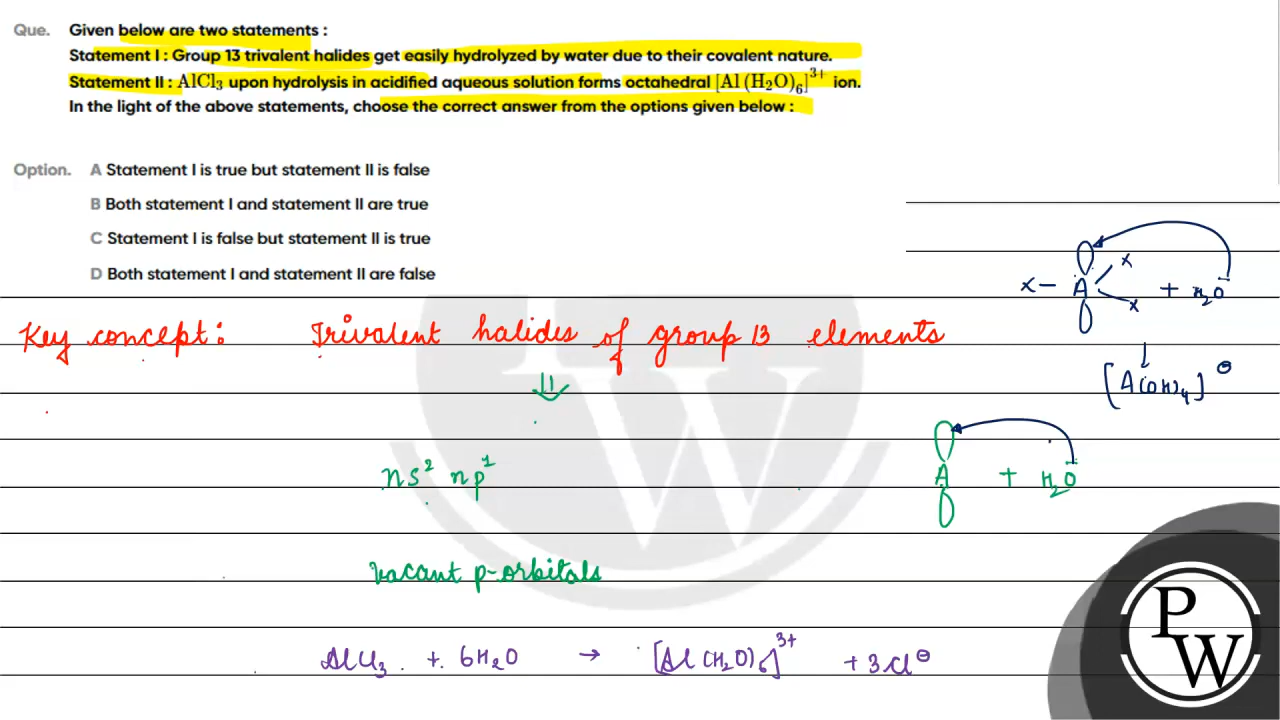 Que. Given below are two statements :
Statement I : Group 13 trivalent halides get easily hydrolyzed by water due to their covalent nature.
Statement II : AlCl₃ upon hydrolysis in acidified aqueous solution forms octahedral [Al(H₂O)₆]³⁺ ion.
In the light of the above statements, choose the correct answer from the options given below :
Option. A Statement I is true but statement II is false
B Both statement I and statement II are true
C Statement I is false but statement II is true
D Both statement I and statement II are false
x – A x x + H₂O
↓
[A(OH)₄]⊖
Key concept : Trivalent halides of group 13 elements
⇓
ns² np¹
A + H₂O
Vacant p-orbitals
AlCl₃ + 6H₂O → [Al(H₂O)₆]³⁺ + 3Cl⊖
PW